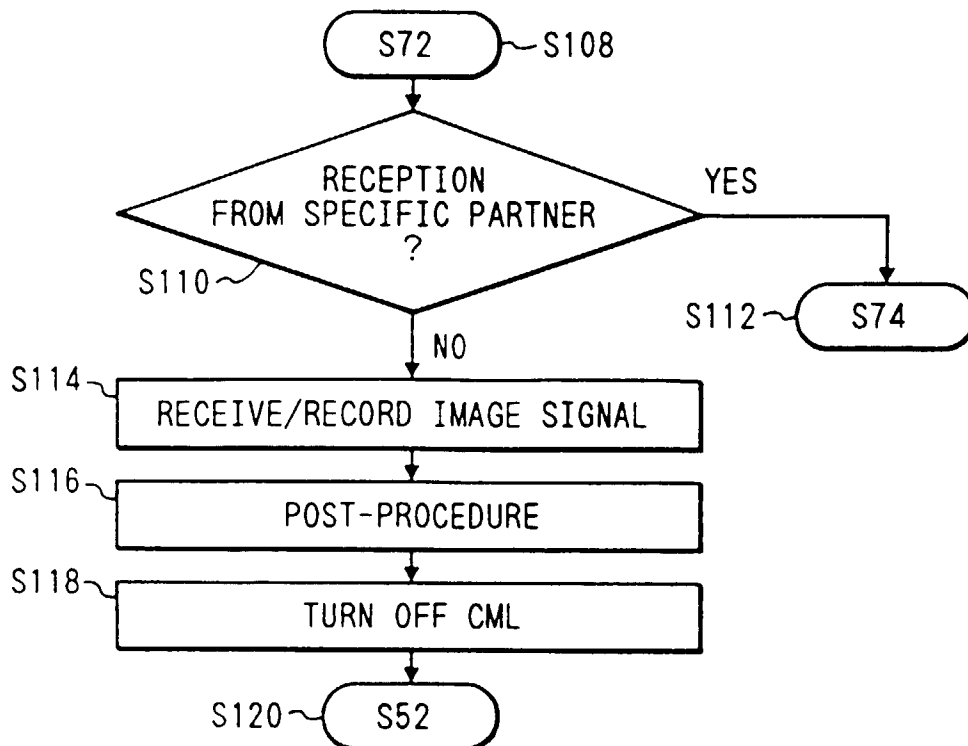 S72
S108
RECEPTION
FROM SPECIFIC PARTNER
?
YES
S110
S112
S74
NO
S114
RECEIVE/RECORD IMAGE SIGNAL
S116
POST-PROCEDURE
S118
TURN OFF CML
S120
S52